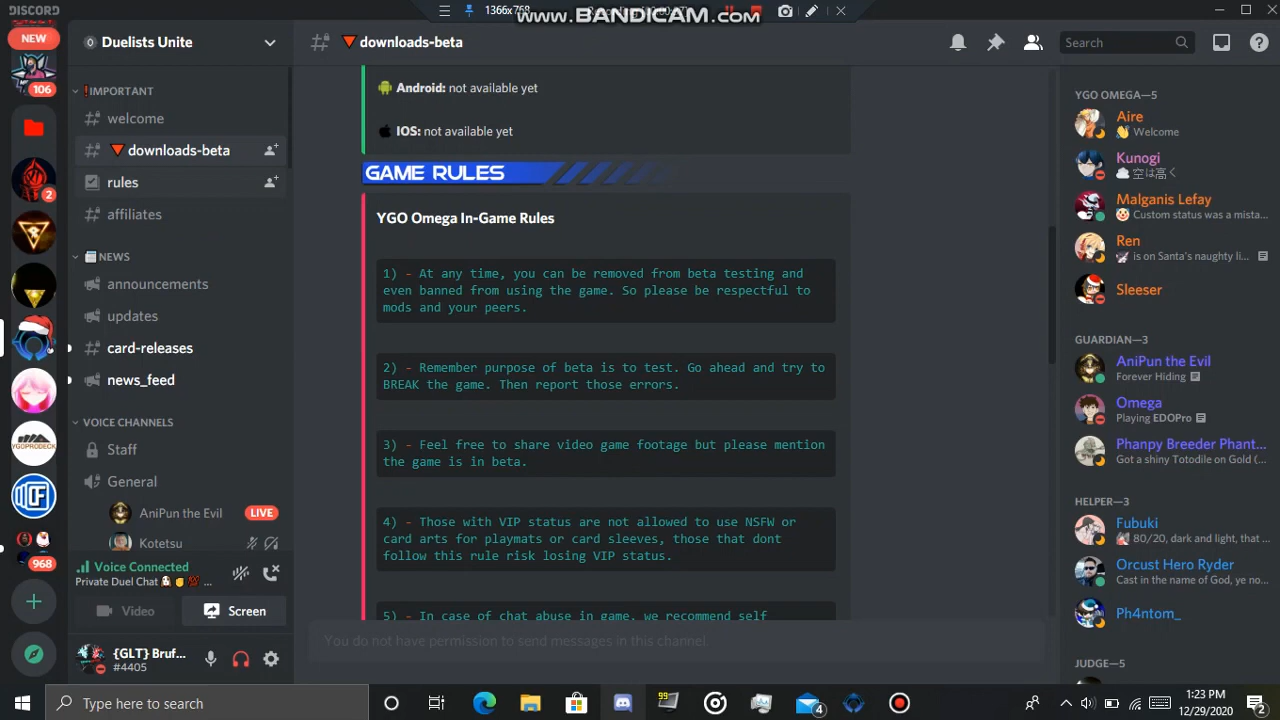 DISCORD
1366x768
www.BANDICAM.com
NEW
Duelists Unite
downloads-beta
Search
106
2
968
YGOPRODECK
IMPORTANT
welcome
downloads-beta
rules
affiliates
NEWS
announcements
updates
card-releases
news_feed
VOICE CHANNELS
Staff
General
AniPun the Evil
LIVE
Kotetsu
Voice Connected
Private Duel Chat
Video
Screen
{GLT} Bruf...
#4405
Android: not available yet
IOS: not available yet
GAME RULES
YGO Omega In-Game Rules
1) - At any time, you can be removed from beta testing and
even banned from using the game. So please be respectful to
mods and your peers.
2) - Remember purpose of beta is to test. Go ahead and try to
BREAK the game. Then report those errors.
3) - Feel free to share video game footage but please mention
the game is in beta.
4) - Those with VIP status are not allowed to use NSFW or
card arts for playmats or card sleeves, those that dont
follow this rule risk losing VIP status.
5) - In case of chat abuse in game, we recommend self
You do not have permission to send messages in this channel.
YGO OMEGA—5
Aire
Welcome
Kunogi
空は高く
Malganis Lefay
Custom status was a mista...
Ren
is on Santa's naughty li...
Sleeser
GUARDIAN—3
AniPun the Evil
Forever Hiding
Omega
Playing EDOPro
Phanpy Breeder Phant...
Got a shiny Totodile on Gold (...
HELPER—3
Fubuki
80/20, dark and light, that ...
Orcust Hero Ryder
Cast in the name of God, ye no...
Ph4ntom_
JUDGE—5
Type here to search
99
4
1:23 PM
12/29/2020
2